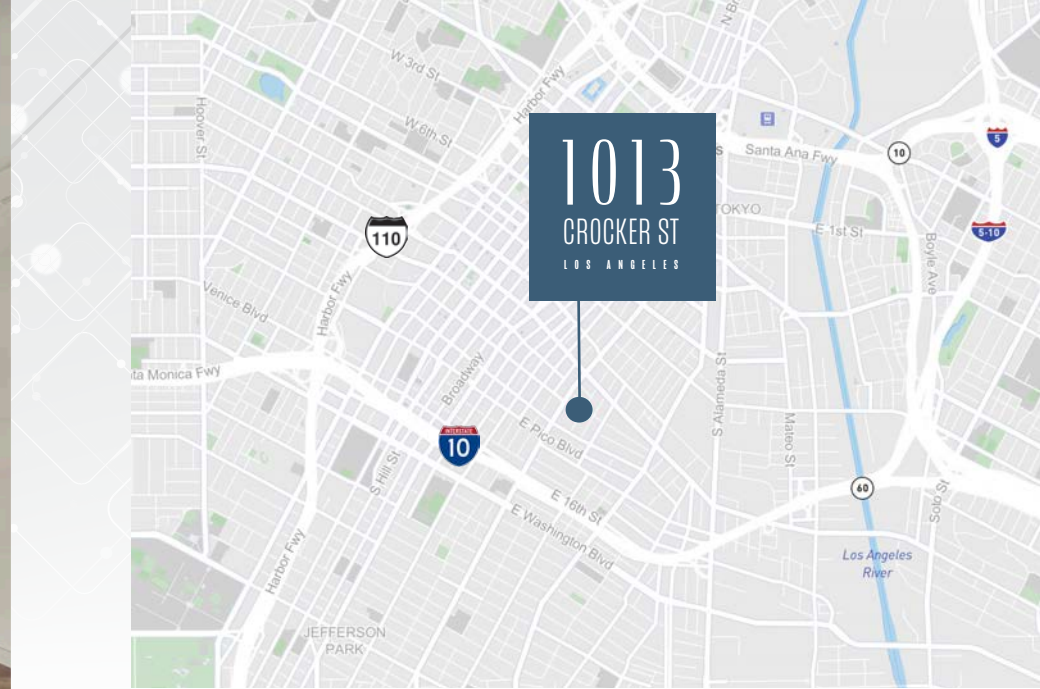 W 3rd St
Harbor Fwy
Hoover St
W 6th St
1013
CROCKER ST
LOS ANGELES
S
Santa Ana Fwy
10
5
TOKYO
110
E 1st St
5-10
Boyle Ave
Venice Blvd
Harbor Fwy
ta Monica Fwy
Broadway
S Alameda St
E Pico Blvd
Mateo St
INTERSTATE
10
S Hill St
60
Soto St
E 16th St
E Washington Blvd
Harbor Fwy
Los Angeles
River
JEFFERSON
PARK